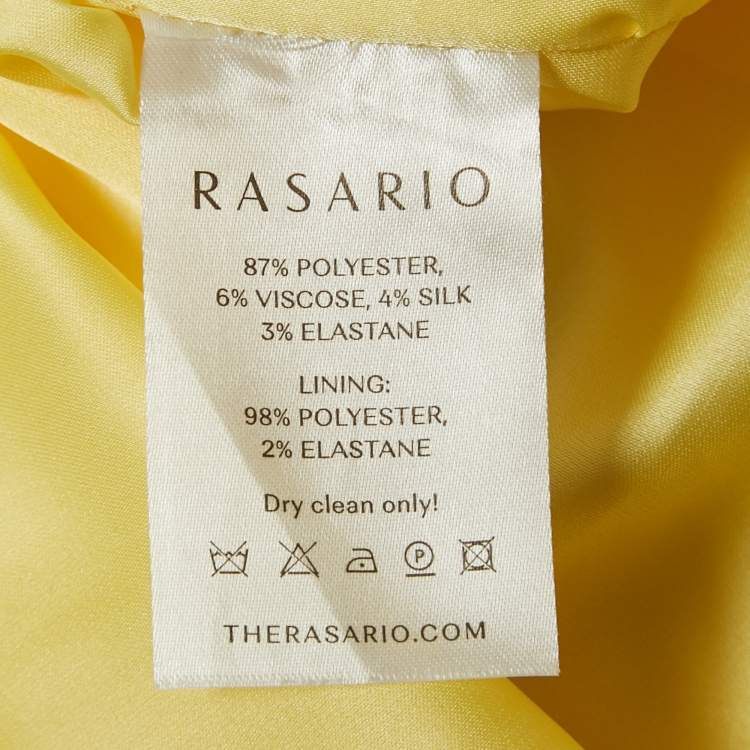 RASARIO
87% POLYESTER,
6% VISCOSE, 4% SILK
3% ELASTANE
LINING:
98% POLYESTER,
2% ELASTANE
Dry clean only!
P
THERASARIO.COM